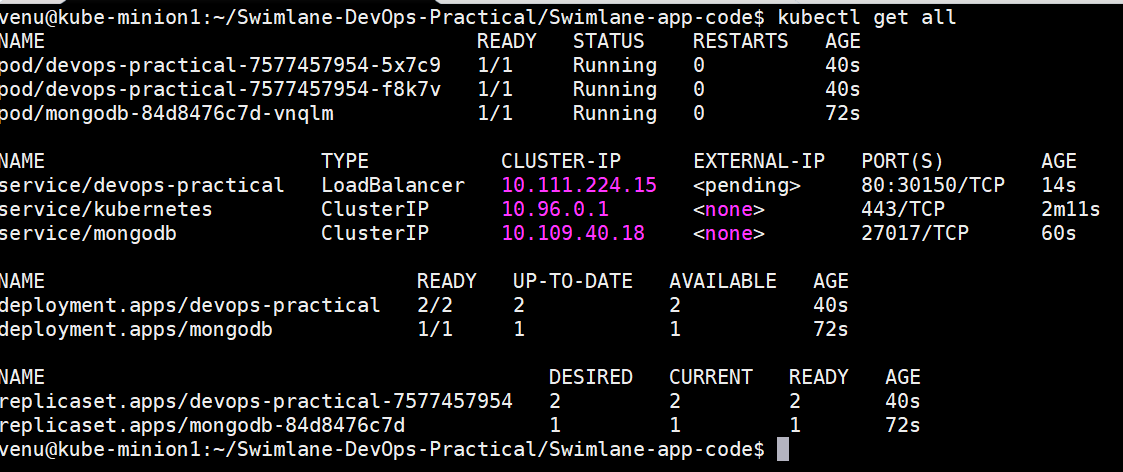 venu@kube-minion1:~/Swimlane-DevOps-Practical/Swimlane-app-code$ kubectl get all
NAME READY STATUS RESTARTS AGE
pod/devops-practical-7577457954-5x7c9 1/1 Running 0 40s
pod/devops-practical-7577457954-f8k7v 1/1 Running 0 40s
pod/mongodb-84d8476c7d-vnqlm 1/1 Running 0 72s
NAME TYPE CLUSTER-IP EXTERNAL-IP PORT(S) AGE
service/devops-practical LoadBalancer 10.111.224.15 <pending> 80:30150/TCP 14s
service/kubernetes ClusterIP 10.96.0.1 <none> 443/TCP 2m11s
service/mongodb ClusterIP 10.109.40.18 <none> 27017/TCP 60s
NAME READY UP-TO-DATE AVAILABLE AGE
deployment.apps/devops-practical 2/2 2 2 40s
deployment.apps/mongodb 1/1 1 1 72s
NAME DESIRED CURRENT READY AGE
replicaset.apps/devops-practical-7577457954 2 2 2 40s
replicaset.apps/mongodb-84d8476c7d 1 1 1 72s
venu@kube-minion1:~/Swimlane-DevOps-Practical/Swimlane-app-code$